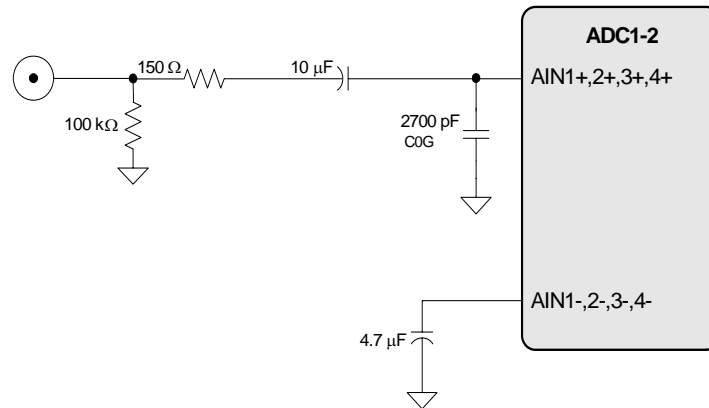 ADC1-2
150 Ω
10 µF
AIN1+,2+,3+,4+
100 kΩ
2700 pF
C0G
AIN1-,2-,3-,4-
4.7 µF